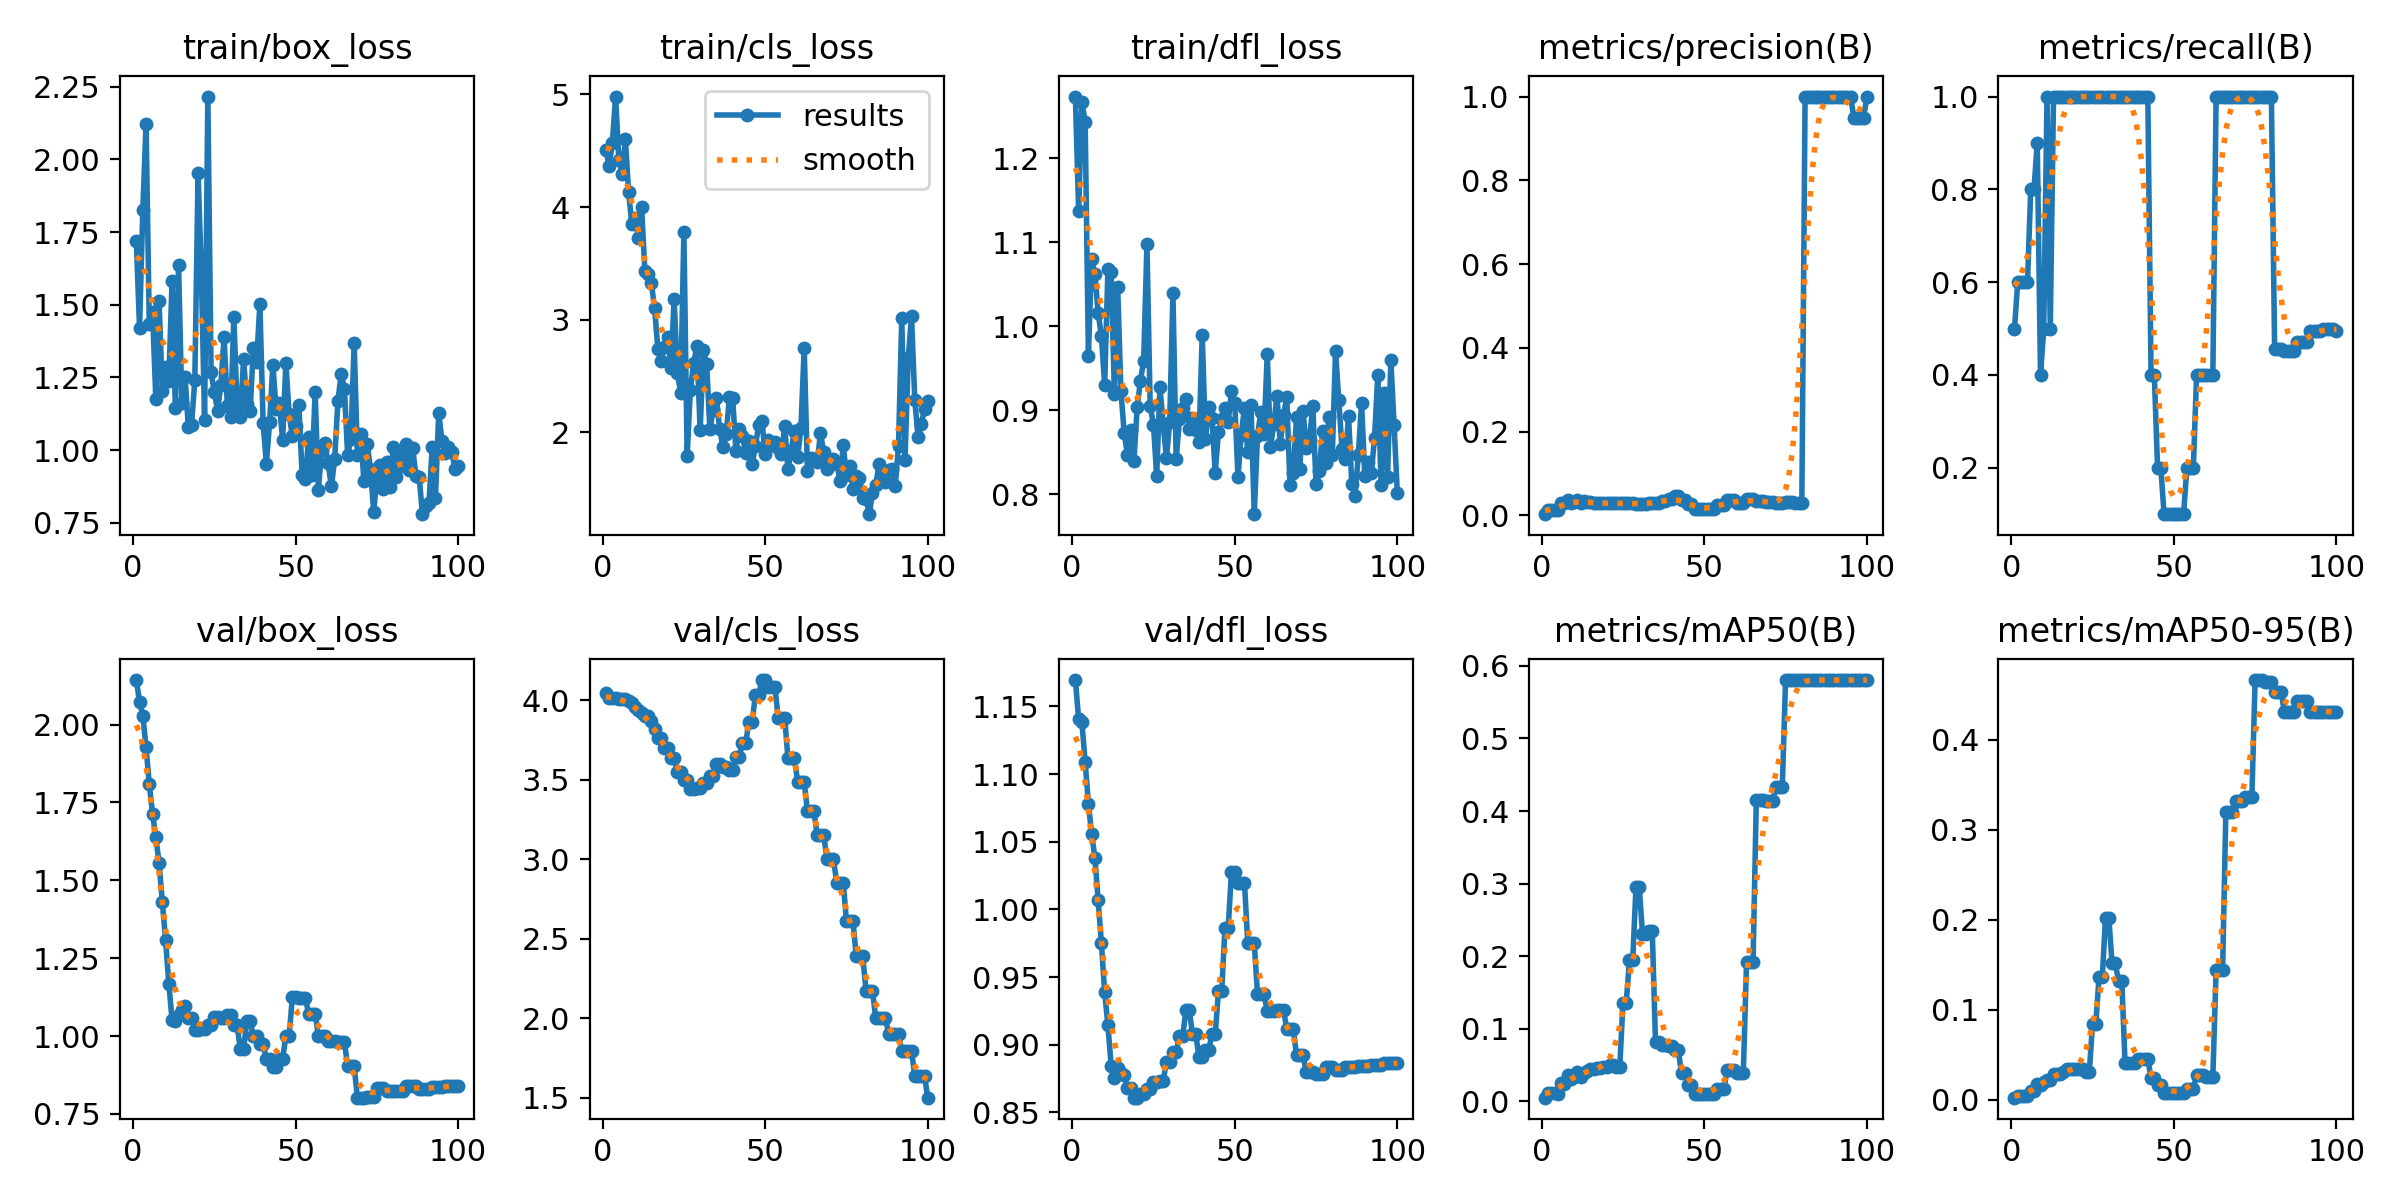 train/box_loss
2.25
2.00
1.75
1.50
1.25
1.00
0.75
0 50 100
train/cls_loss
results
smooth
5
4
3
2
0 50 100
train/dfl_loss
1.2
1.1
1.0
0.9
0.8
0 50 100
metrics/precision(B)
1.0
0.8
0.6
0.4
0.2
0.0
0 50 100
metrics/recall(B)
1.0
0.8
0.6
0.4
0.2
0 50 100
val/box_loss
2.00
1.75
1.50
1.25
1.00
0.75
0 50 100
val/cls_loss
4.0
3.5
3.0
2.5
2.0
1.5
0 50 100
val/dfl_loss
1.15
1.10
1.05
1.00
0.95
0.90
0.85
0 50 100
metrics/mAP50(B)
0.6
0.5
0.4
0.3
0.2
0.1
0.0
0 50 100
metrics/mAP50-95(B)
0.4
0.3
0.2
0.1
0.0
0 50 100